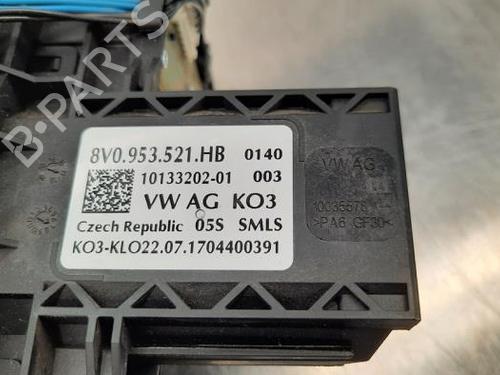 B-PARTS
8V0.953.521.HB 0140
10133202-01 003
VW AG KO3
Czech Republic 05S SMLS
KO3-KLO22.07.1704400391
VW AG
>PA6 GF30<